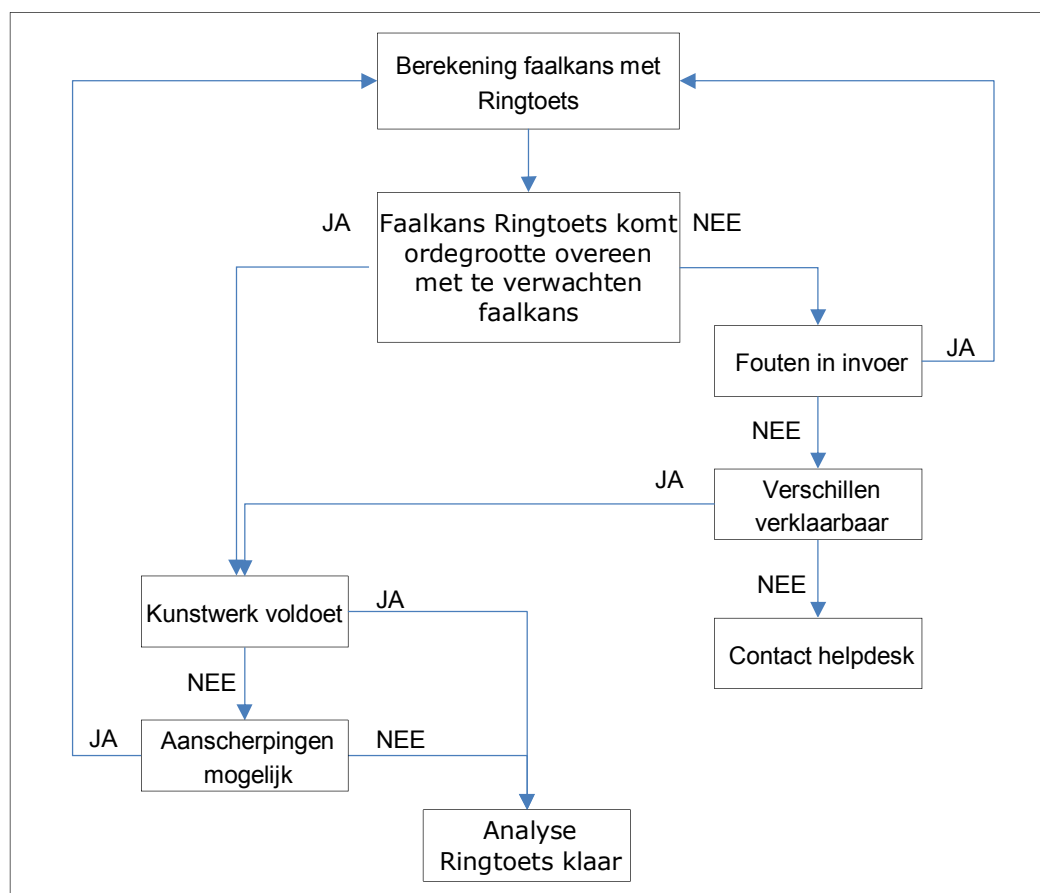 Berekening faalkans met
Ringtoets
JA
Faalkans Ringtoets komt
ordegrootte overeen
met te verwachten
faalkans
NEE
Fouten in invoer
JA
NEE
JA
Verschillen
verklaarbaar
NEE
Kunstwerk voldoet
JA
Contact helpdesk
NEE
JA
Aanscherpingen
mogelijk
NEE
Analyse
Ringtoets klaar